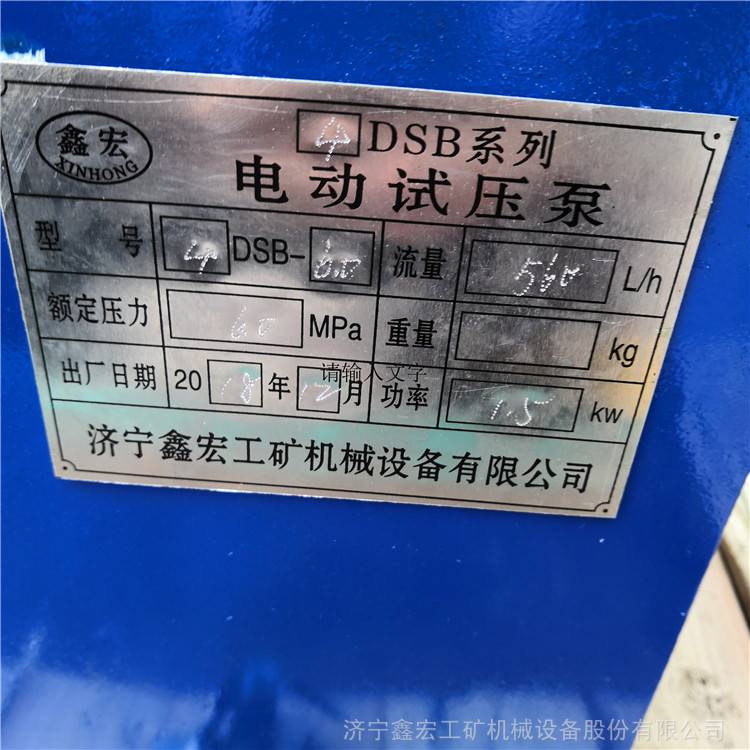 鑫宏
XINHONG
4DSB系列
电动试压泵
型号 4DSB-60 流量 560 L/h
额定压力 60 MPa 重量 kg
出厂日期 2018年12月 功率 1.5 kw
请输入文字
济宁鑫宏工矿机械设备有限公司
济宁鑫宏工矿机械设备股份有限公司